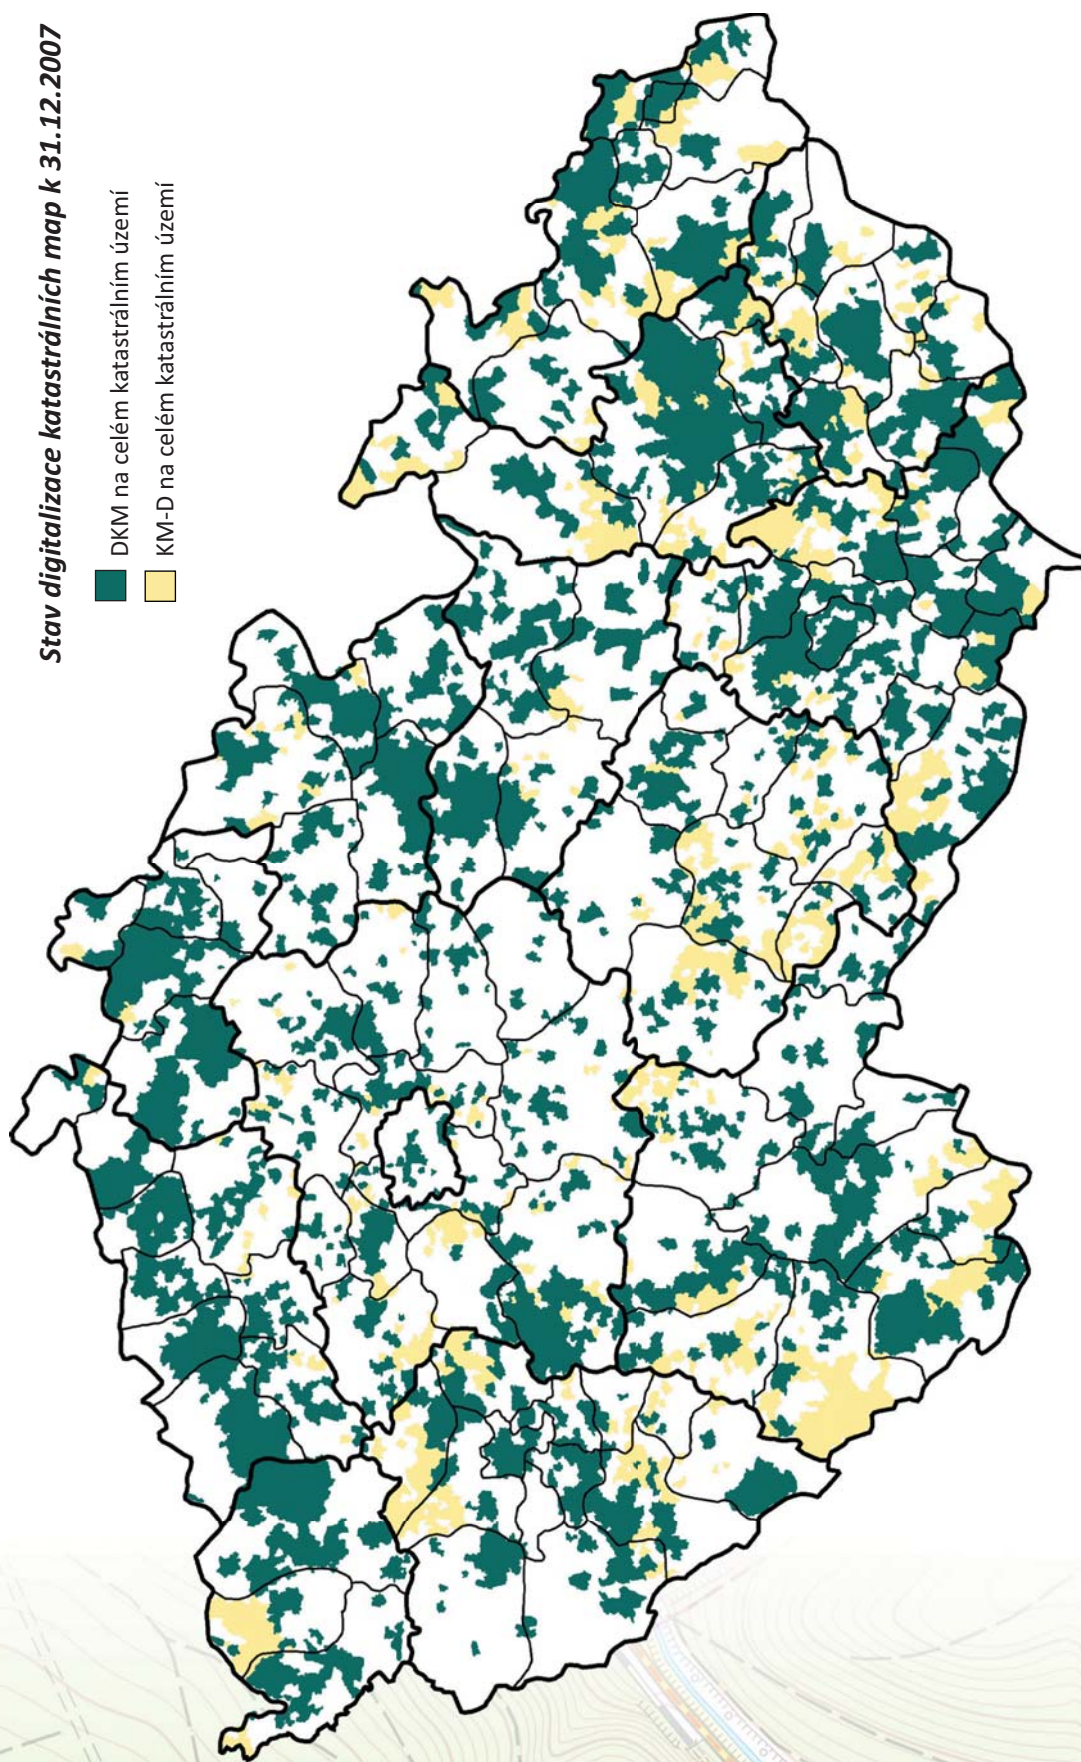 Stav digitalizace katastrálních map k 31.12.2007
DKM na celém katastrálním území
KM-D na celém katastrálním území